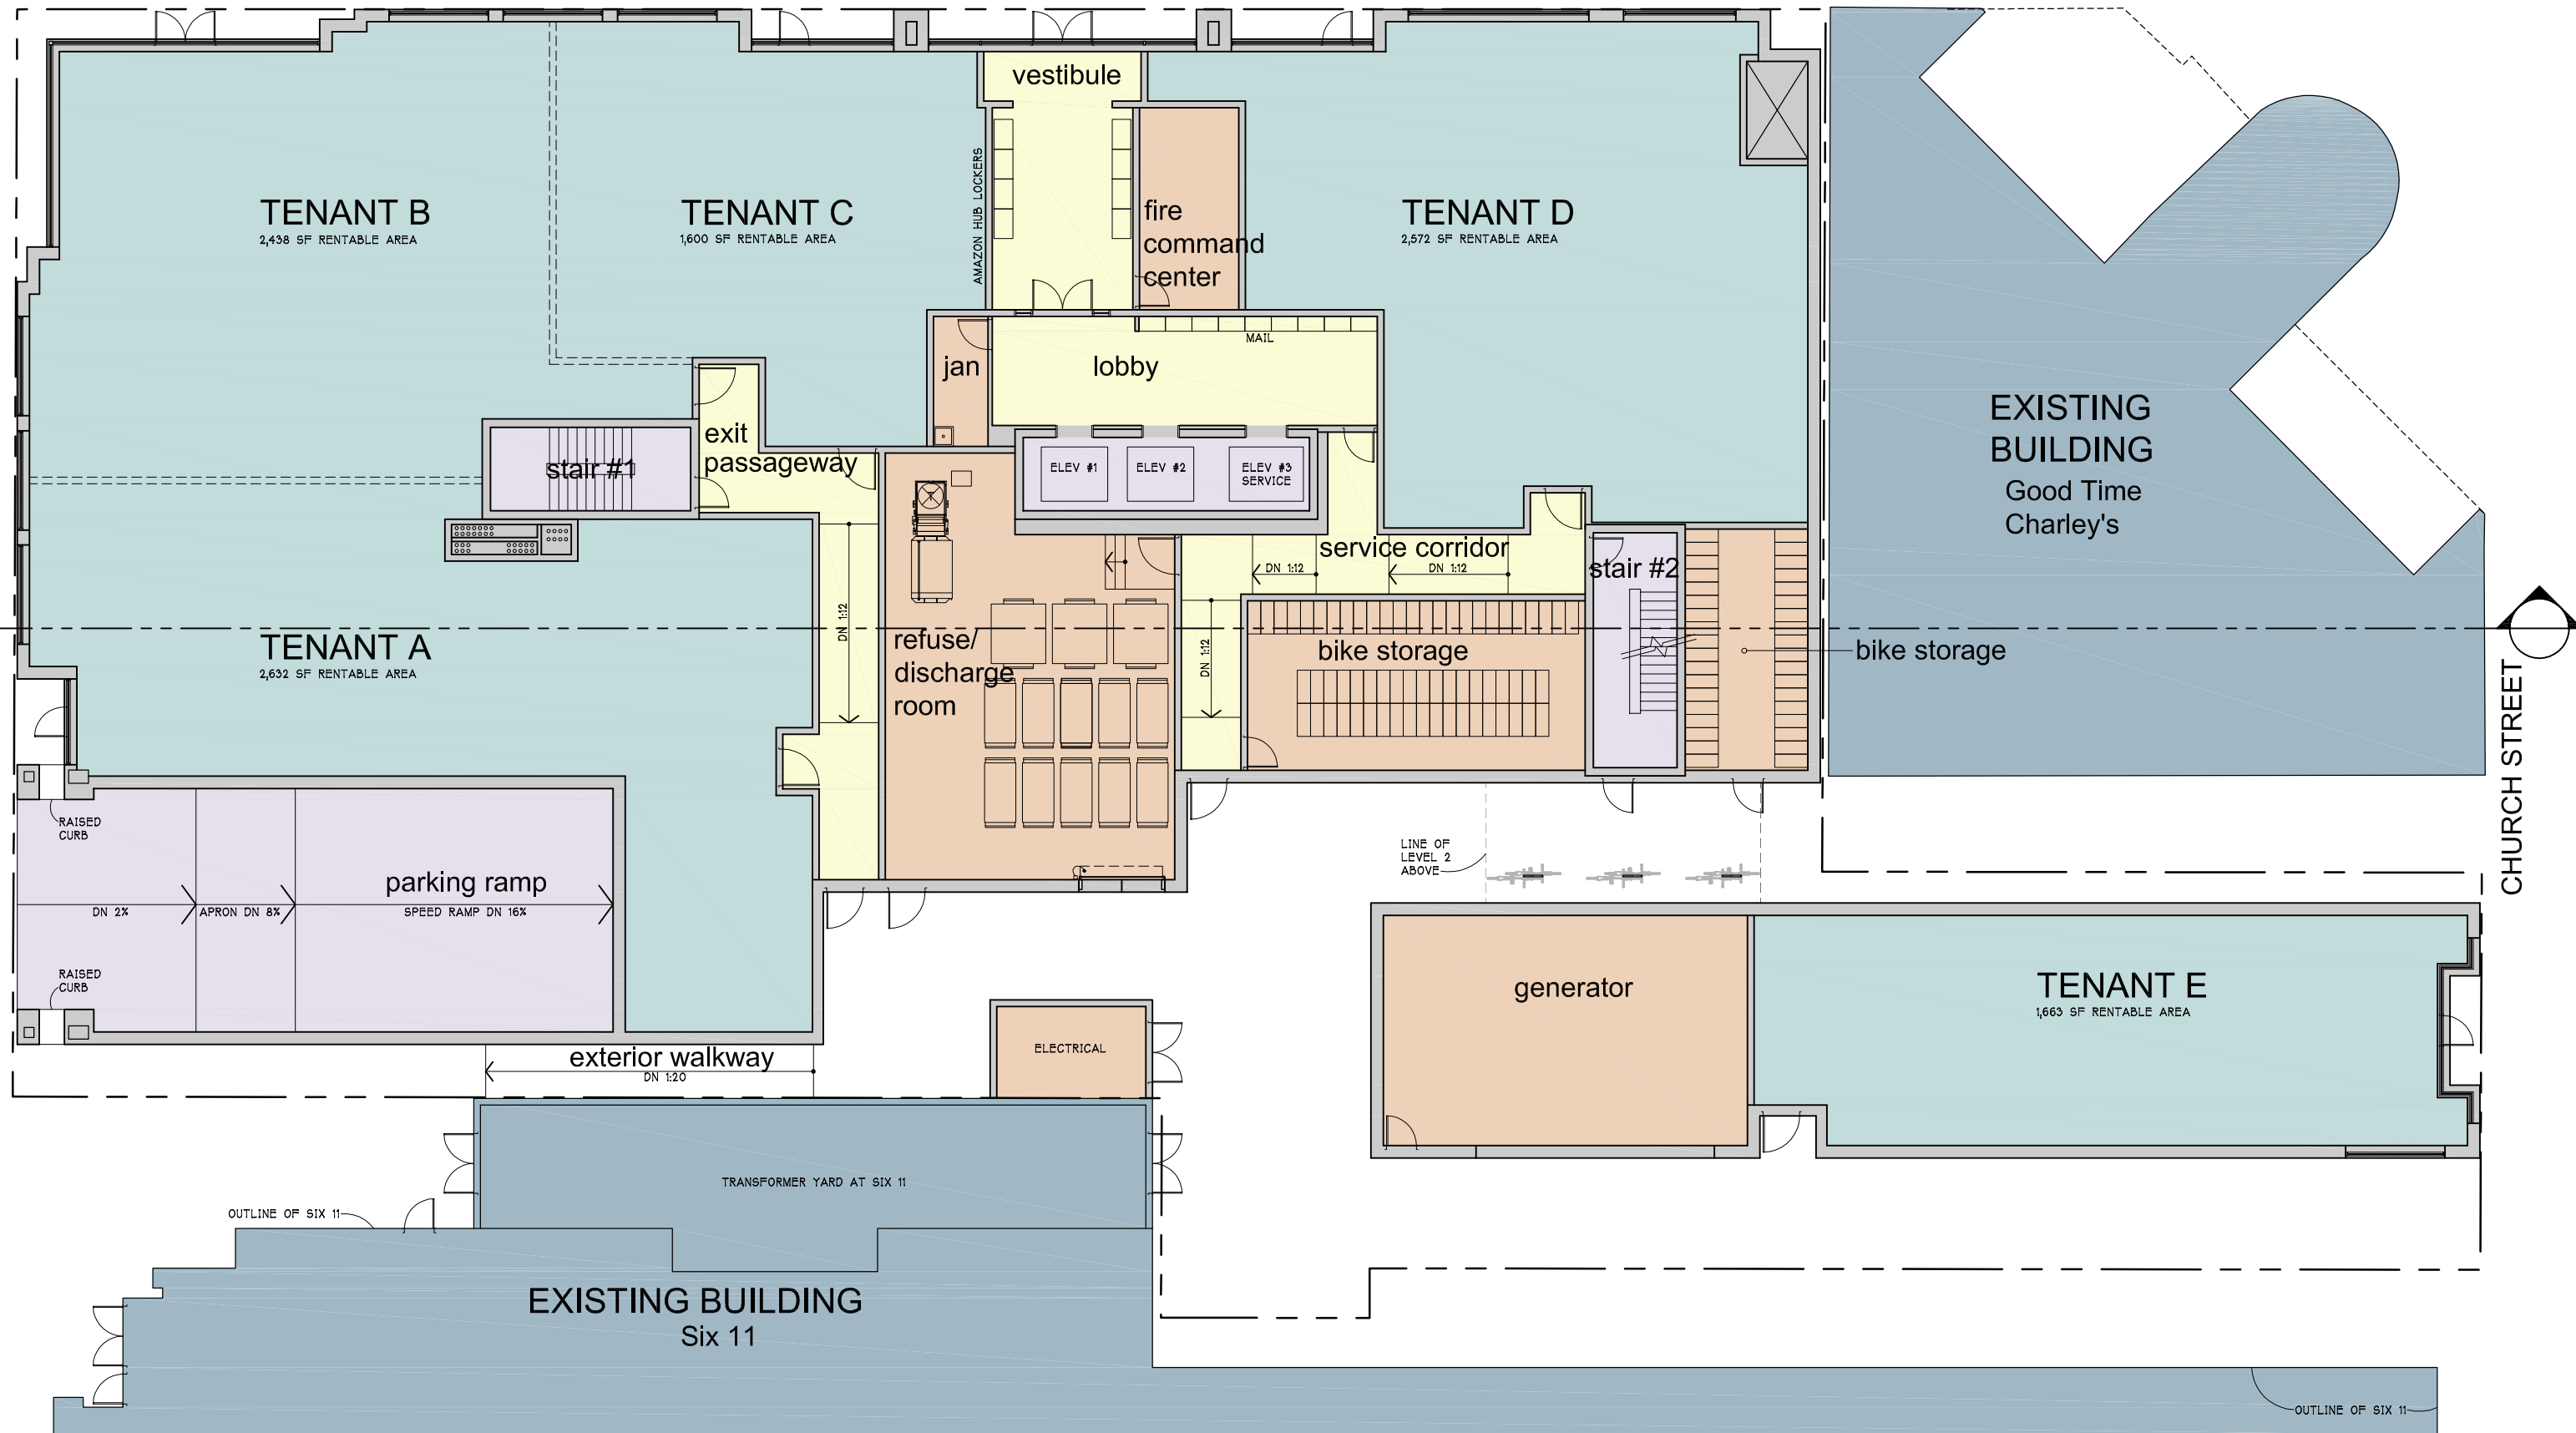 vestibule
TENANT B
2,438 SF RENTABLE AREA
TENANT C
1,600 SF RENTABLE AREA
AMAZON HUB LOCKERS
fire
command
center
TENANT D
2,572 SF RENTABLE AREA
MAIL
jan
lobby
exit
passageway
stair #1
ELEV #1
ELEV #2
ELEV #3
SERVICE
EXISTING
BUILDING
Good Time
Charley's
service corridor
DN 1:12
DN 1:12
stair #2
DN 1:12
DN 1:12
TENANT A
2,632 SF RENTABLE AREA
refuse/
discharge
room
bike storage
bike storage
CHURCH STREET
RAISED
CURB
parking ramp
DN 2%
APRON DN 8%
SPEED RAMP DN 16%
RAISED
CURB
LINE OF
LEVEL 2
ABOVE
generator
TENANT E
1,663 SF RENTABLE AREA
ELECTRICAL
exterior walkway
DN 1:20
TRANSFORMER YARD AT SIX 11
OUTLINE OF SIX 11
EXISTING BUILDING
Six 11
OUTLINE OF SIX 11